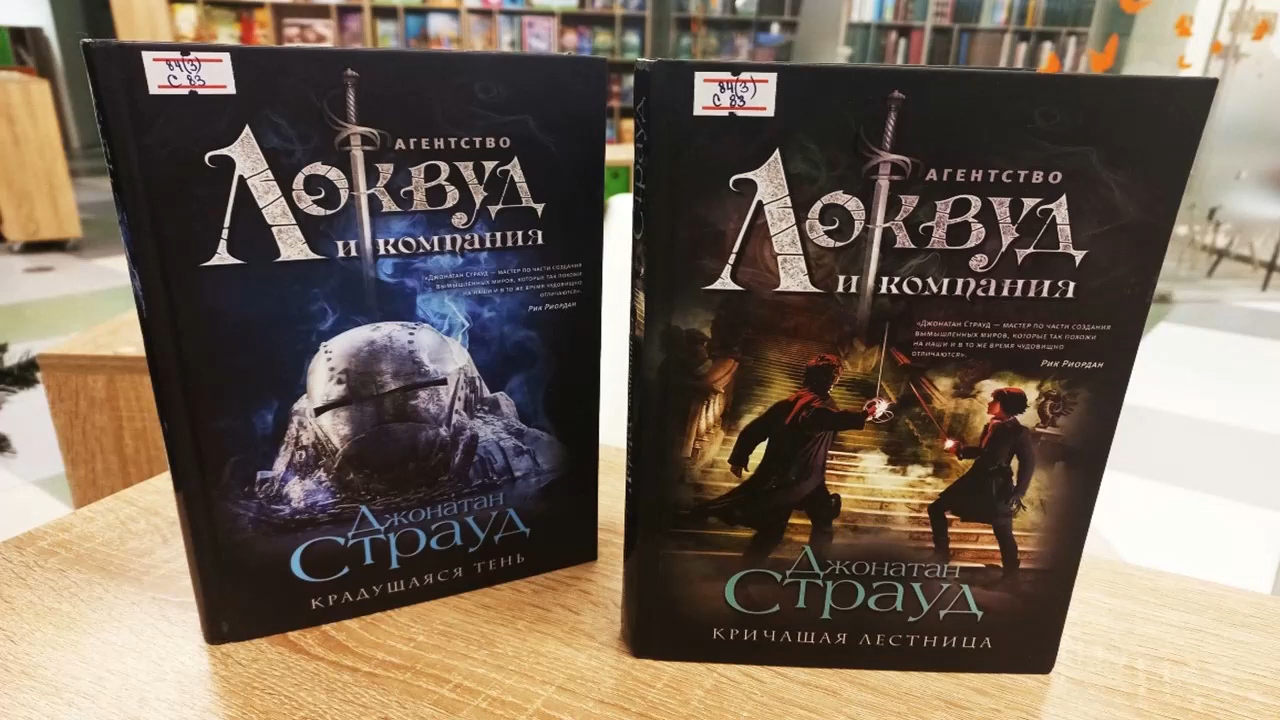 84(3)
С 83
АГЕНТСТВО
ЛОКВУД
И КОМПАНИЯ
«Джонатан Страуд — мастер по части создания
вымышленных миров, которые так похожи
на наши и в то же время чудовищно
отличаются».
Рик Риордан
Джонатан
Страуд
КРАДУЩАЯСЯ ТЕНЬ
84(3)
С 83
СТРАУД
АГЕНТСТВО
ЛОКВУД
И КОМПАНИЯ
«Джонатан Страуд — мастер по части создания
вымышленных миров, которые так похожи
на наши и в то же время чудовищно
отличаются».
Рик Риордан
Джонатан
Страуд
КРИЧАЩАЯ ЛЕСТНИЦА